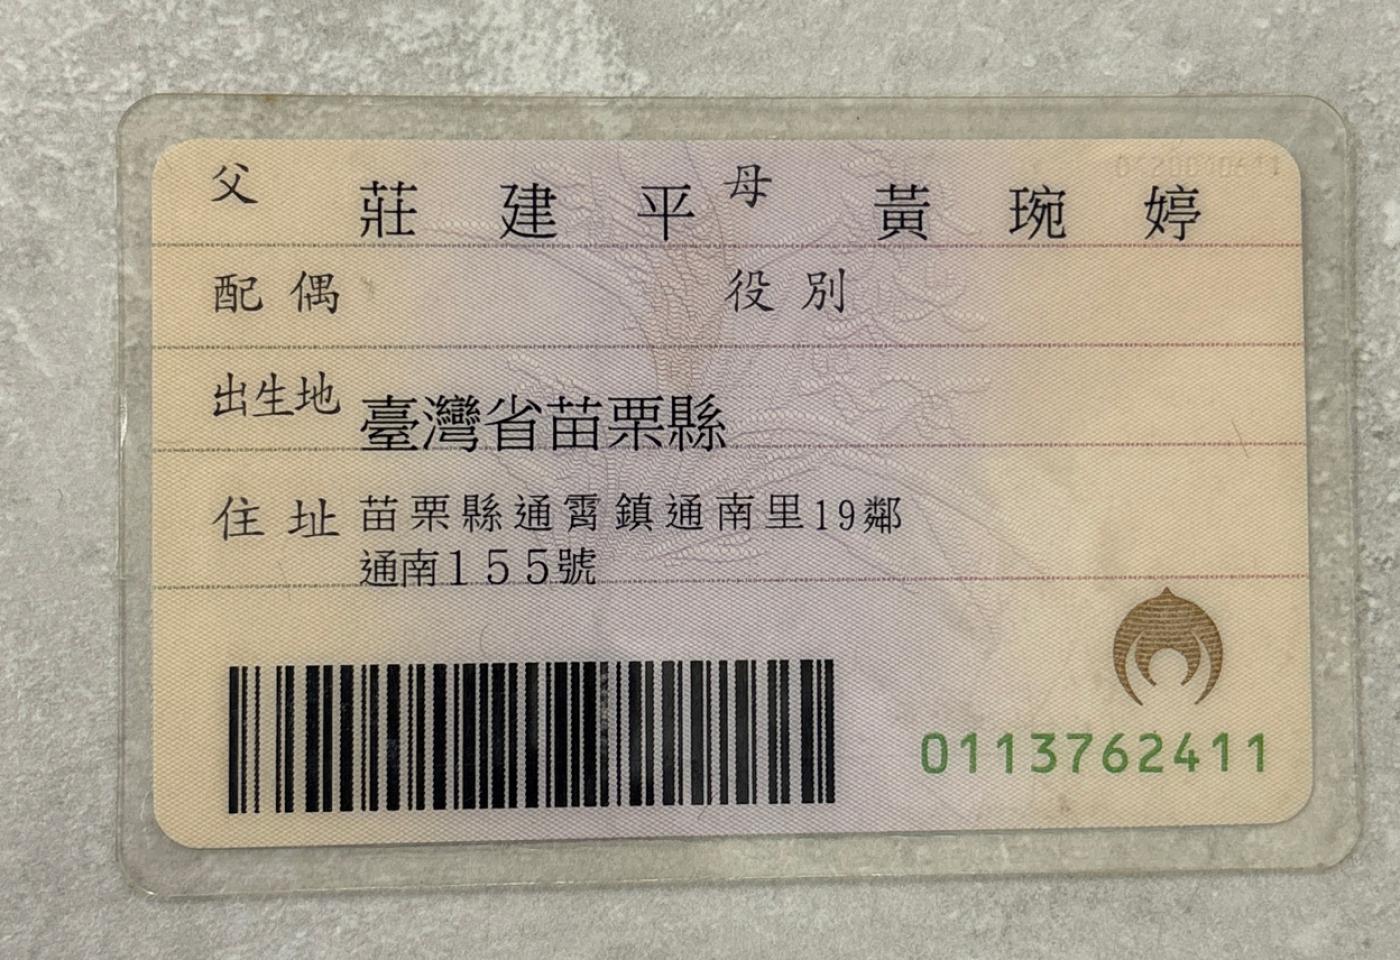 父 莊建平 母 黃琬婷
配偶 役別
出生地 臺灣省苗栗縣
住址 苗栗縣通霄鎮通南里19鄰
通南155號
0113762411